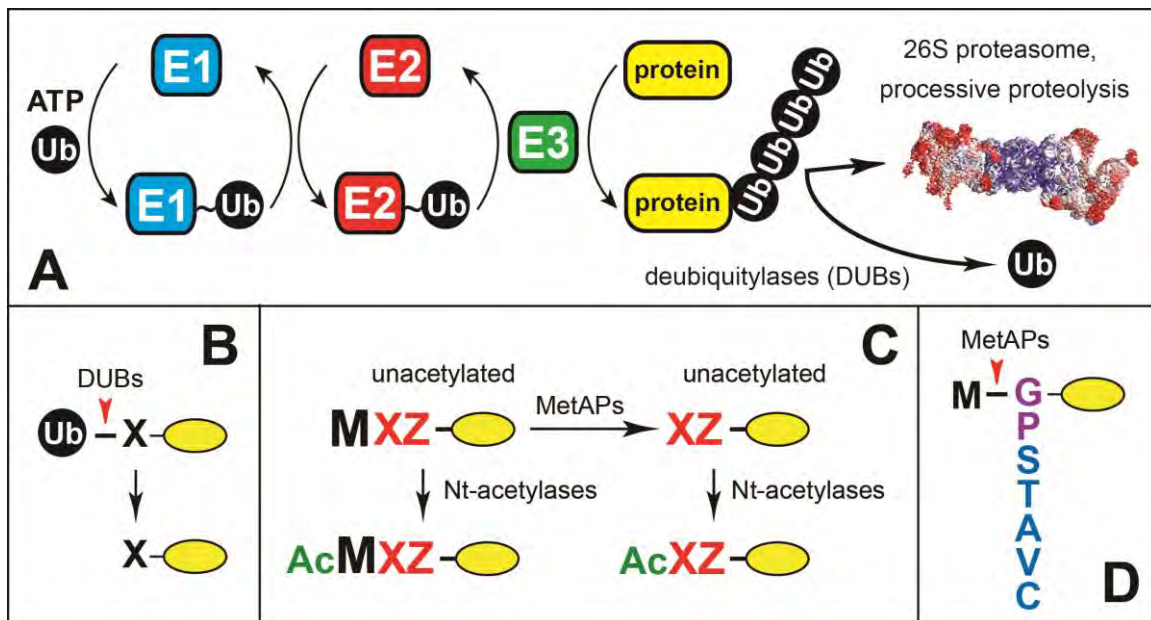 E1
E2
protein
Ub
Ub
Ub
Ub
26S proteasome,
processive proteolysis
ATP
Ub
E3
E1~Ub
E2~Ub
protein
Ub
deubiquitylases (DUBs)
A
B
DUBs
Ub–X
X
C
unacetylated
unacetylated
MXZ
MetAPs
XZ
Nt-acetylases
Nt-acetylases
AcMXZ
AcXZ
MetAPs
M–G
P
S
T
A
V
C
D